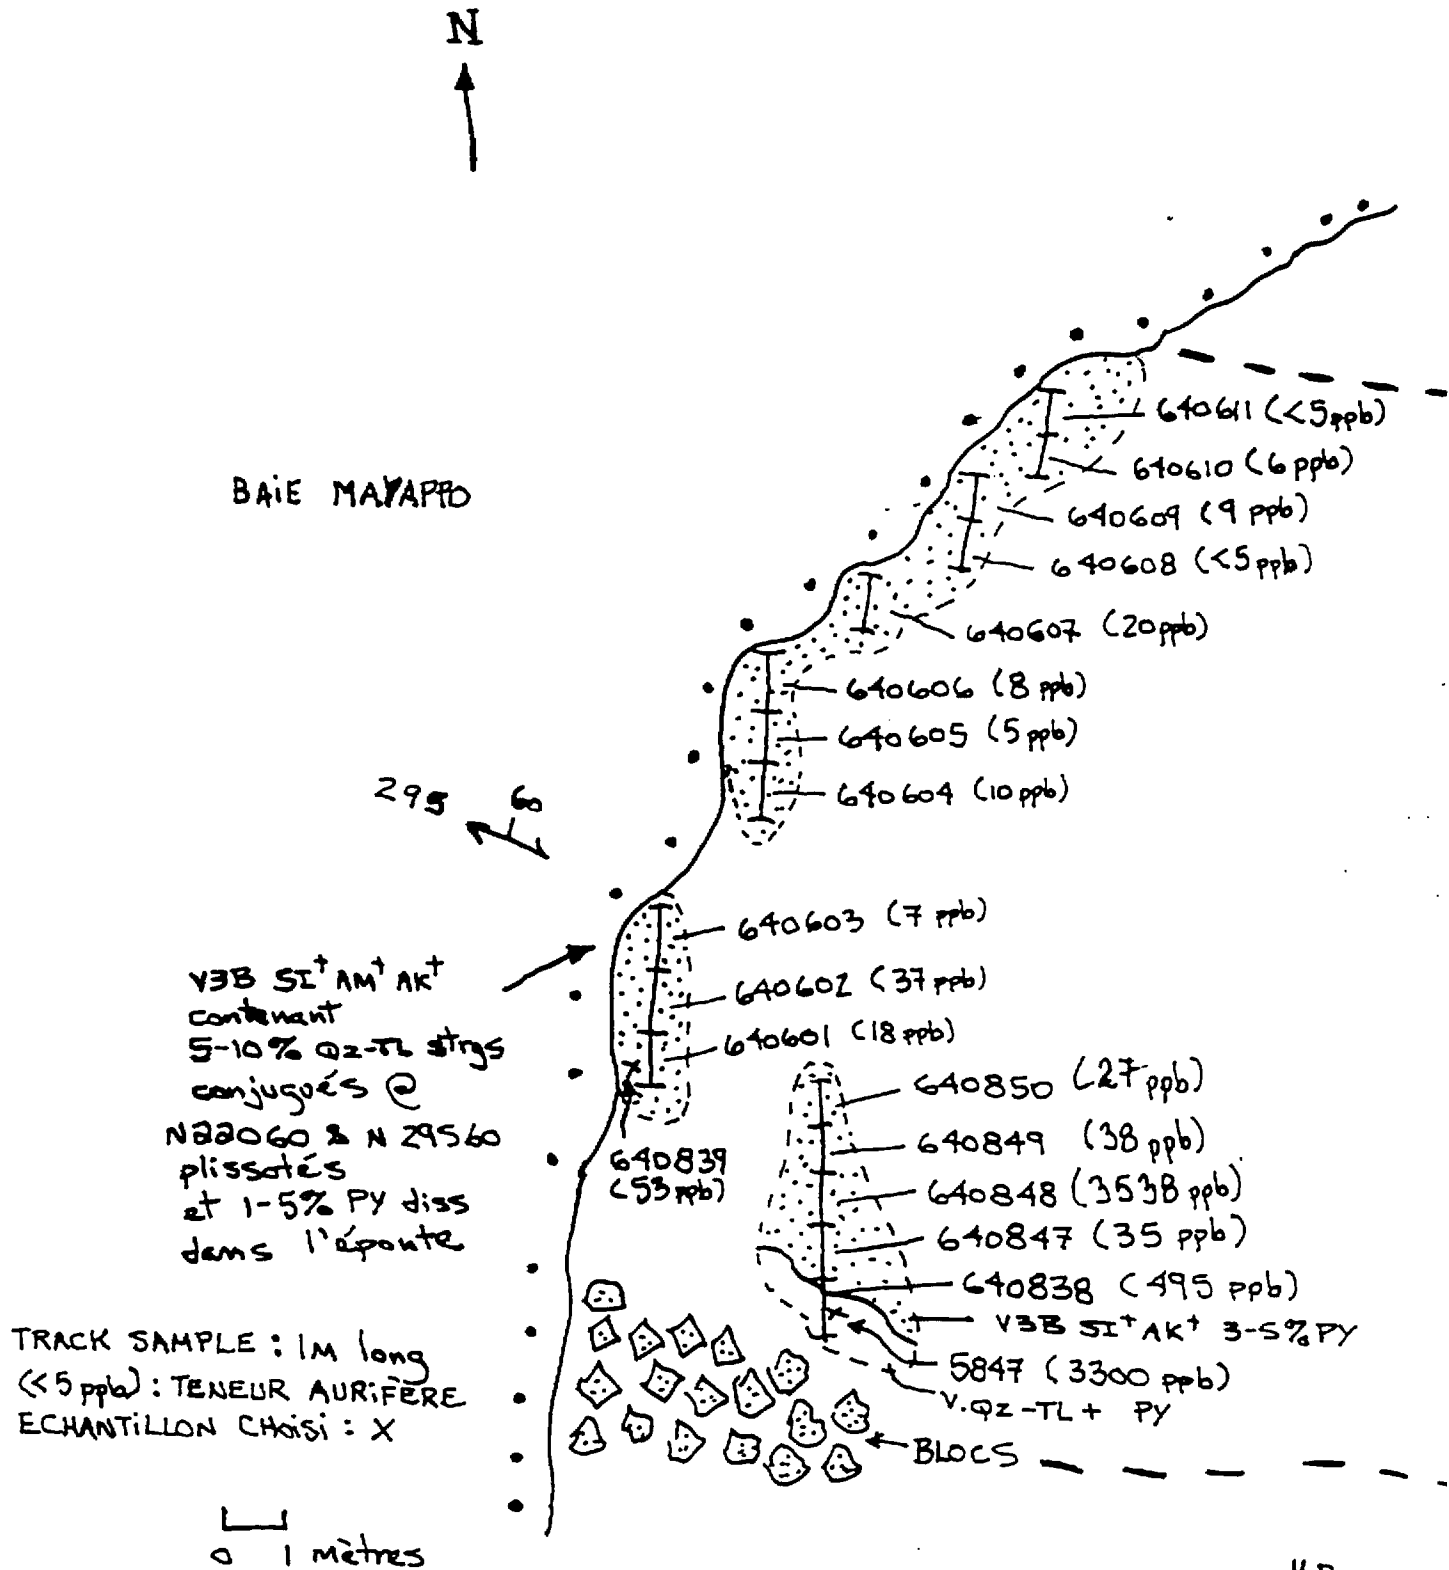 N
BAIE MAYAPPO
640611 (<5ppb)
640610 (6 ppb)
640609 (9 ppb)
640608 (<5ppb)
640607 (20ppb)
640606 (8 ppb)
640605 (5 ppb)
640604 (10 ppb)
295 60
640603 (7 ppb)
640602 (37 ppb)
640601 (18 ppb)
V3B SI+ AM+ AK+
contenant
5-10% Qz-TL strgs
conjugués @
N22060 & N 29560
plissotés
et 1-5% PY diss
dans l'éponte
640839
(53 ppb)
640850 (27 ppb)
640849 (38 ppb)
640848 (3538 ppb)
640847 (35 ppb)
640838 (495 ppb)
V3B SI+ AK+ 3-5% PY
5847 (3300 ppb)
V.QZ-TL + PY
BLOCS
TRACK SAMPLE : 1M long
(<5 ppb) : TENEUR AURIFÈRE
ECHANTILLON CHOISI : X
0 1 mètres